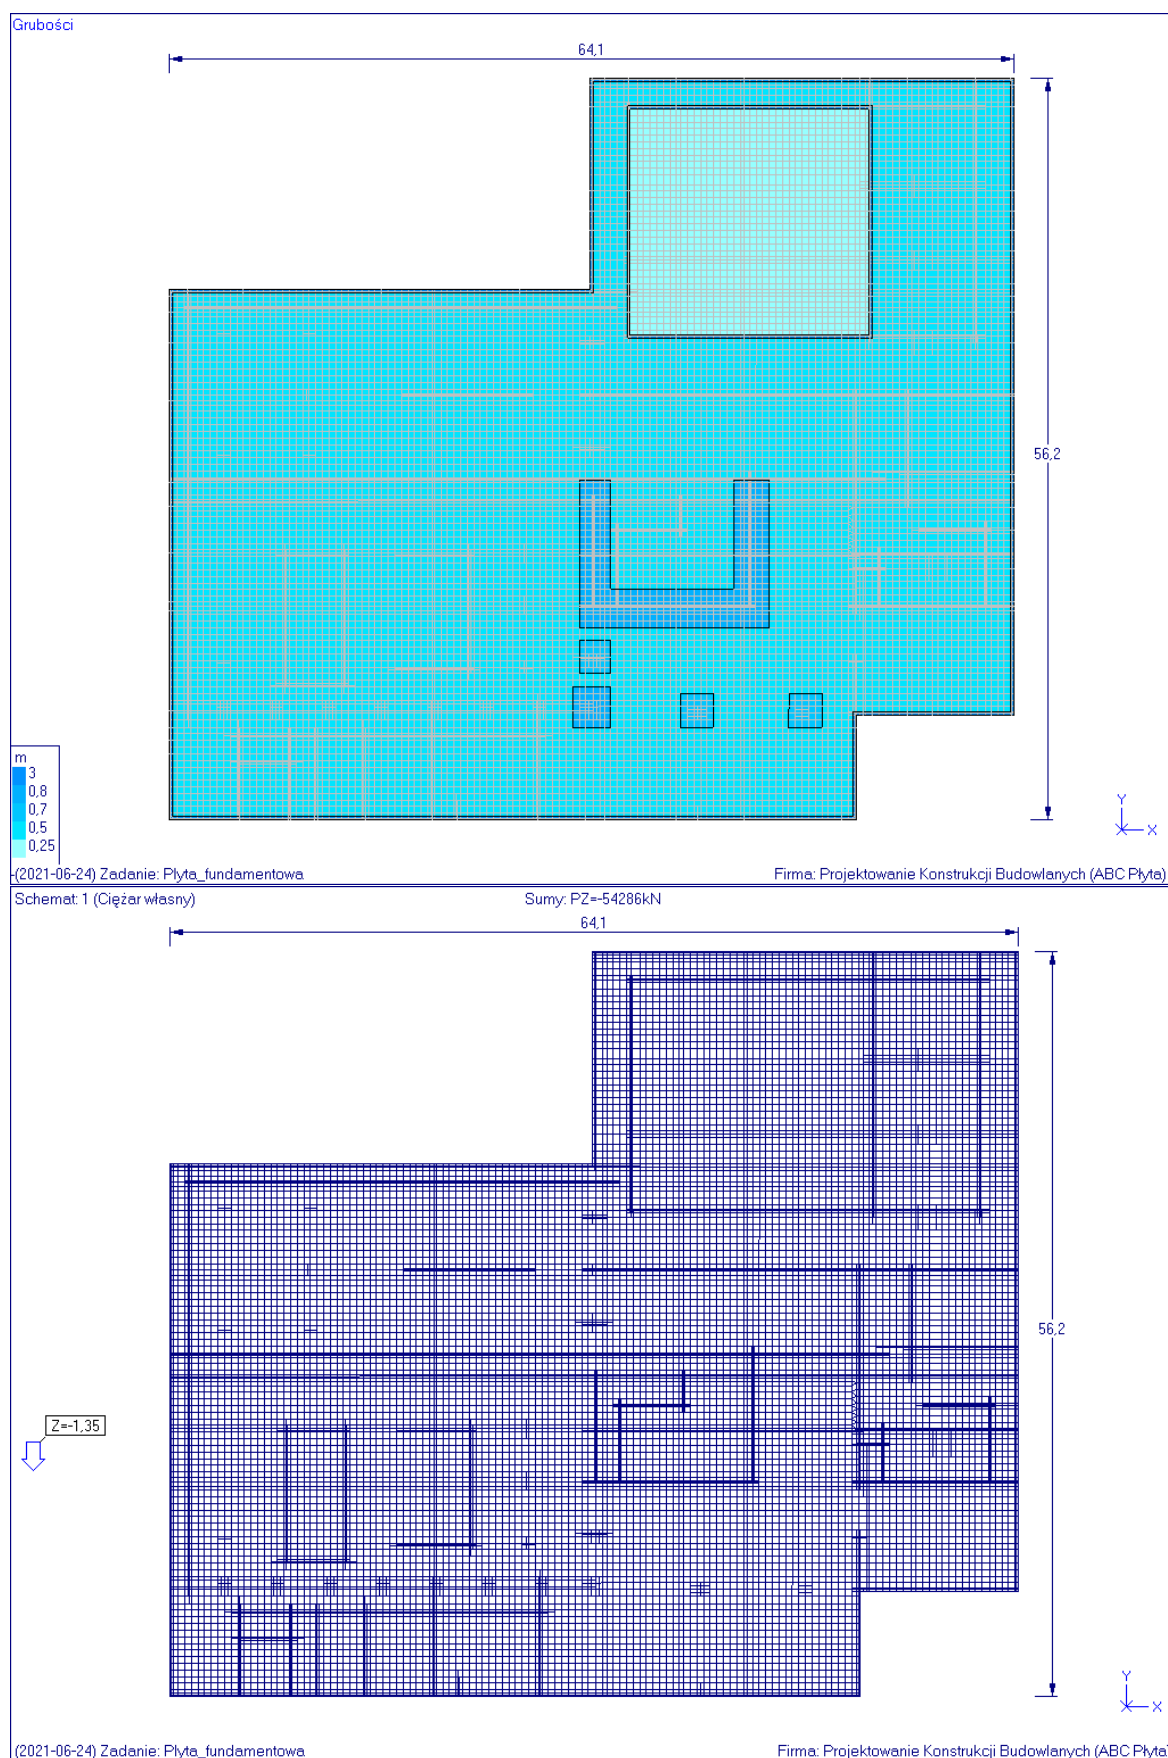 Grubości
64,1
56,2
m
3
0,8
0,7
0,5
0,25
Y
X
-(2021-06-24) Zadanie: Plyta_fundamentowa
Firma: Projektowanie Konstrukcji Budowlanych (ABC Płyta)
Schemat: 1 (Ciężar własny)
Sumy: PZ=-54286kN
64,1
56,2
Z=-1,35
Y
X
(2021-06-24) Zadanie: Plyta_fundamentowa
Firma: Projektowanie Konstrukcji Budowlanych (ABC Płyta)